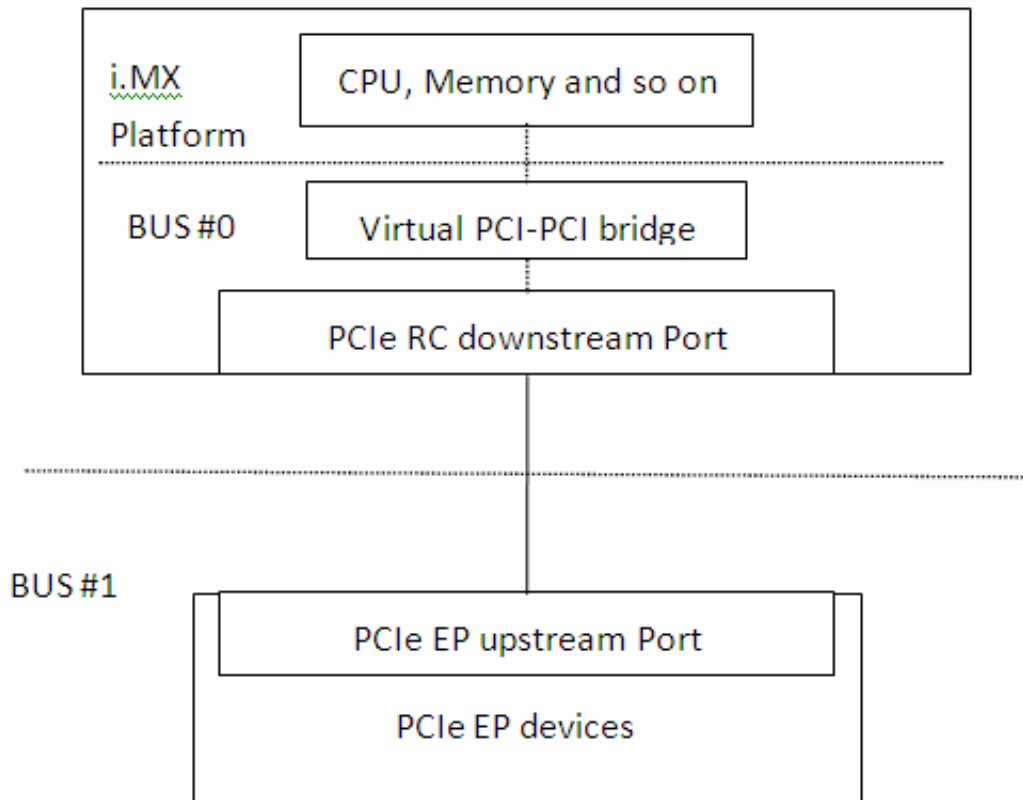 i.MX
Platform
CPU, Memory and so on
BUS #0
Virtual PCI-PCI bridge
PCIe RC downstream Port
BUS #1
PCIe EP upstream Port
PCIe EP devices